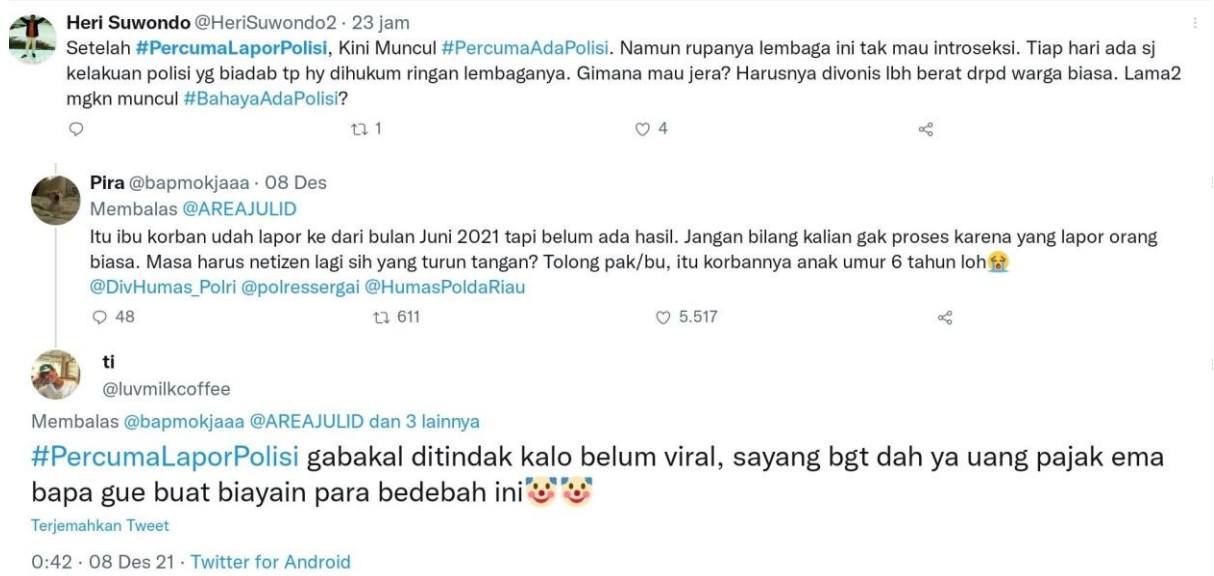 Heri Suwondo @HeriSuwondo2 · 23 jam
Setelah #PercumaLaporPolisi, Kini Muncul #PercumaAdaPolisi. Namun rupanya lembaga ini tak mau introseksi. Tiap hari ada sj
kelakuan polisi yg biadab tp hy dihukum ringan lembaganya. Gimana mau jera? Harusnya divonis lbh berat drpd warga biasa. Lama2
mgkn muncul #BahayaAdaPolisi?
1 4
Pira @bapmokjaaa · 08 Des
Membalas @AREAJULID
Itu ibu korban udah lapor ke dari bulan Juni 2021 tapi belum ada hasil. Jangan bilang kalian gak proses karena yang lapor orang
biasa. Masa harus netizen lagi sih yang turun tangan? Tolong pak/bu, itu korbannya anak umur 6 tahun loh😭
@DivHumas_Polri @polressergai @HumasPoldaRiau
48 611 5.517
ti
@luvmilkcoffee
Membalas @bapmokjaaa @AREAJULID dan 3 lainnya
#PercumaLaporPolisi gabakal ditindak kalo belum viral, sayang bgt dah ya uang pajak ema
bapa gue buat biayain para bedebah ini🤡🤡
Terjemahkan Tweet
0:42 · 08 Des 21 · Twitter for Android